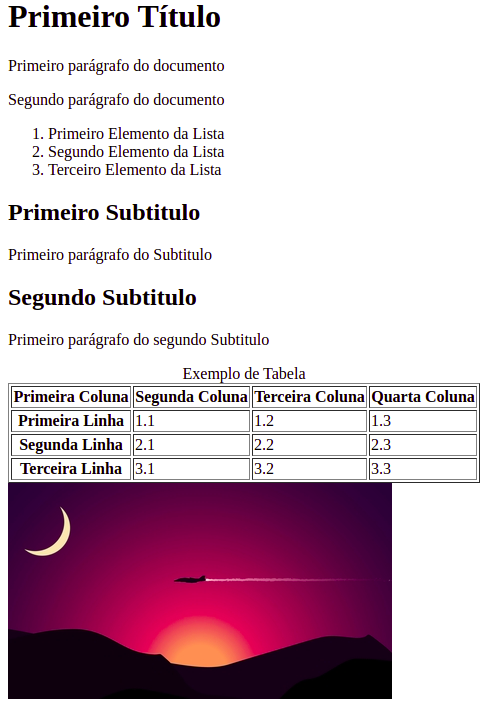 Primeiro Título
Primeiro parágrafo do documento
Segundo parágrafo do documento
1. Primeiro Elemento da Lista
2. Segundo Elemento da Lista
3. Terceiro Elemento da Lista
Primeiro Subtitulo
Primeiro parágrafo do Subtitulo
Segundo Subtitulo
Primeiro parágrafo do segundo Subtitulo
Exemplo de Tabela
Primeira Coluna Segunda Coluna Terceira Coluna Quarta Coluna
Primeira Linha 1.1 1.2 1.3
Segunda Linha 2.1 2.2 2.3
Terceira Linha 3.1 3.2 3.3